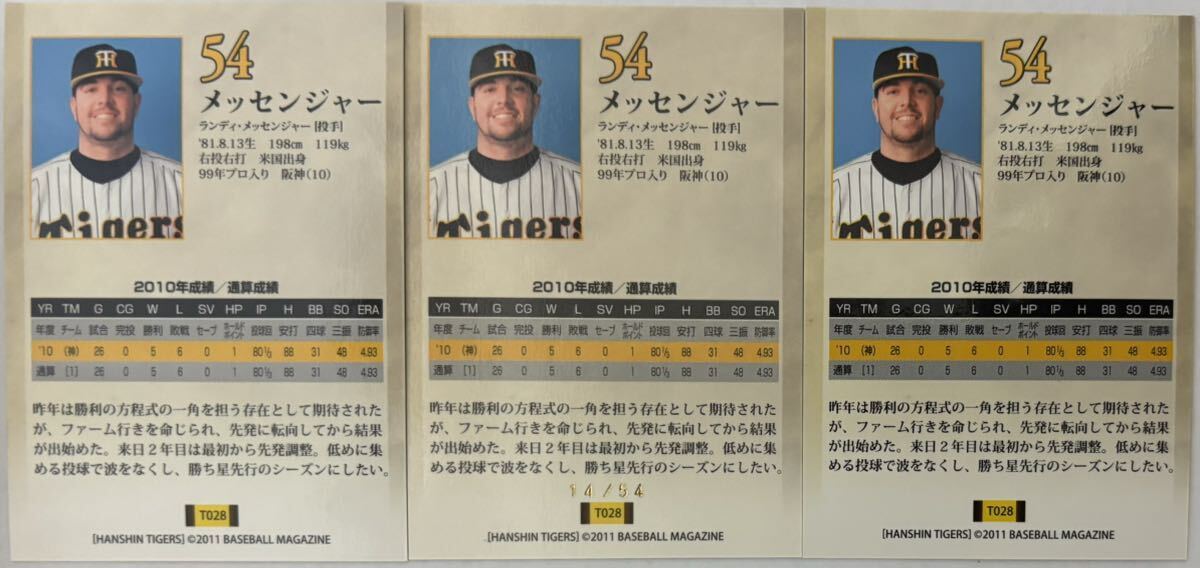 54
メッセンジャー
ランディ・メッセンジャー [投手]
'81.8.13生 198cm 119kg
右投右打 米国出身
99年プロ入り 阪神(10)
Tigers
2010年成績／通算成績
YR TM G CG W L SV HP IP H BB SO ERA
年度 チーム 試合 完投 勝利 敗戦 セーブ ホールドポイント 投球回 安打 四球 三振 防御率
'10 (神) 26 0 5 6 0 1 80⅓ 88 31 48 4.93
通算 [1] 26 0 5 6 0 1 80⅓ 88 31 48 4.93
昨年は勝利の方程式の一角を担う存在として期待された
が、ファーム行きを命じられ、先発に転向してから結果
が出始めた。来日２年目は最初から先発調整。低めに集
める投球で波をなくし、勝ち星先行のシーズンにしたい。
T028
[HANSHIN TIGERS] ©2011 BASEBALL MAGAZINE
54
メッセンジャー
ランディ・メッセンジャー [投手]
'81.8.13生 198cm 119kg
右投右打 米国出身
99年プロ入り 阪神(10)
Tigers
2010年成績／通算成績
YR TM G CG W L SV HP IP H BB SO ERA
年度 チーム 試合 完投 勝利 敗戦 セーブ ホールドポイント 投球回 安打 四球 三振 防御率
'10 (神) 26 0 5 6 0 1 80⅓ 88 31 48 4.93
通算 [1] 26 0 5 6 0 1 80⅓ 88 31 48 4.93
昨年は勝利の方程式の一角を担う存在として期待された
が、ファーム行きを命じられ、先発に転向してから結果
が出始めた。来日２年目は最初から先発調整。低めに集
める投球で波をなくし、勝ち星先行のシーズンにしたい。
14/54
T028
[HANSHIN TIGERS] ©2011 BASEBALL MAGAZINE
54
メッセンジャー
ランディ・メッセンジャー [投手]
'81.8.13生 198cm 119kg
右投右打 米国出身
99年プロ入り 阪神(10)
Tigers
2010年成績／通算成績
YR TM G CG W L SV HP IP H BB SO ERA
年度 チーム 試合 完投 勝利 敗戦 セーブ ホールドポイント 投球回 安打 四球 三振 防御率
'10 (神) 26 0 5 6 0 1 80⅓ 88 31 48 4.93
通算 [1] 26 0 5 6 0 1 80⅓ 88 31 48 4.93
昨年は勝利の方程式の一角を担う存在として期待された
が、ファーム行きを命じられ、先発に転向してから結果
が出始めた。来日２年目は最初から先発調整。低めに集
める投球で波をなくし、勝ち星先行のシーズンにしたい。
T028
[HANSHIN TIGERS] ©2011 BASEBALL MAGAZINE